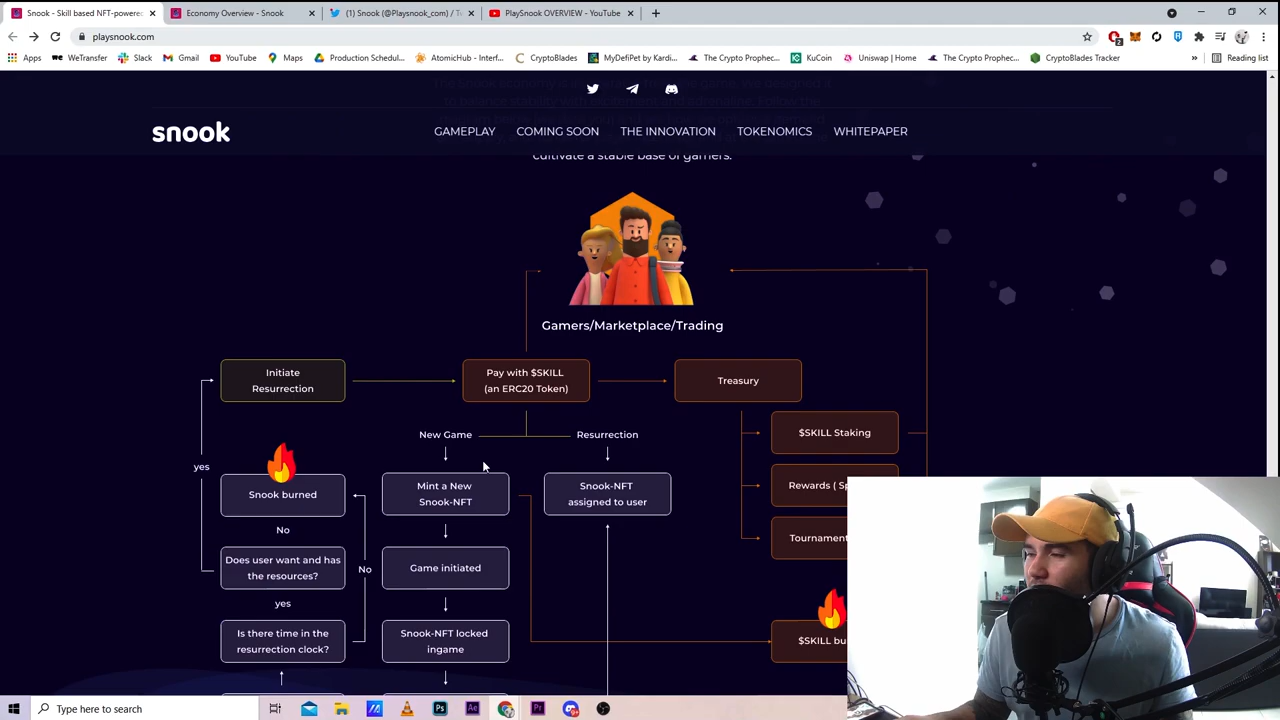 Snook - Skill based NFT-powere
Economy Overview - Snook
(1) Snook (@Playsnook_com) / Tw
PlaySnook OVERVIEW - YouTube
playsnook.com
2
Apps
WeTransfer
Slack
Gmail
YouTube
Maps
Production Schedul...
AtomicHub - Interf...
CryptoBlades
MyDefiPet by Kardi...
The Crypto Prophec...
KuCoin
Uniswap | Home
The Crypto Prophec...
CryptoBlades Tracker
»
Reading list
snook
GAMEPLAY
COMING SOON
THE INNOVATION
TOKENOMICS
WHITEPAPER
cultivate a stable base of gamers.
Gamers/Marketplace/Trading
Initiate
Resurrection
Pay with $SKILL
(an ERC20 Token)
Treasury
New Game
Resurrection
$SKILL Staking
yes
Snook burned
Mint a New
Snook-NFT
Snook-NFT
assigned to user
Rewards ( Sp
No
Tournament
Does user want and has
the resources?
No
Game initiated
yes
Is there time in the
resurrection clock?
Snook-NFT locked
ingame
$SKILL bu
Type here to search